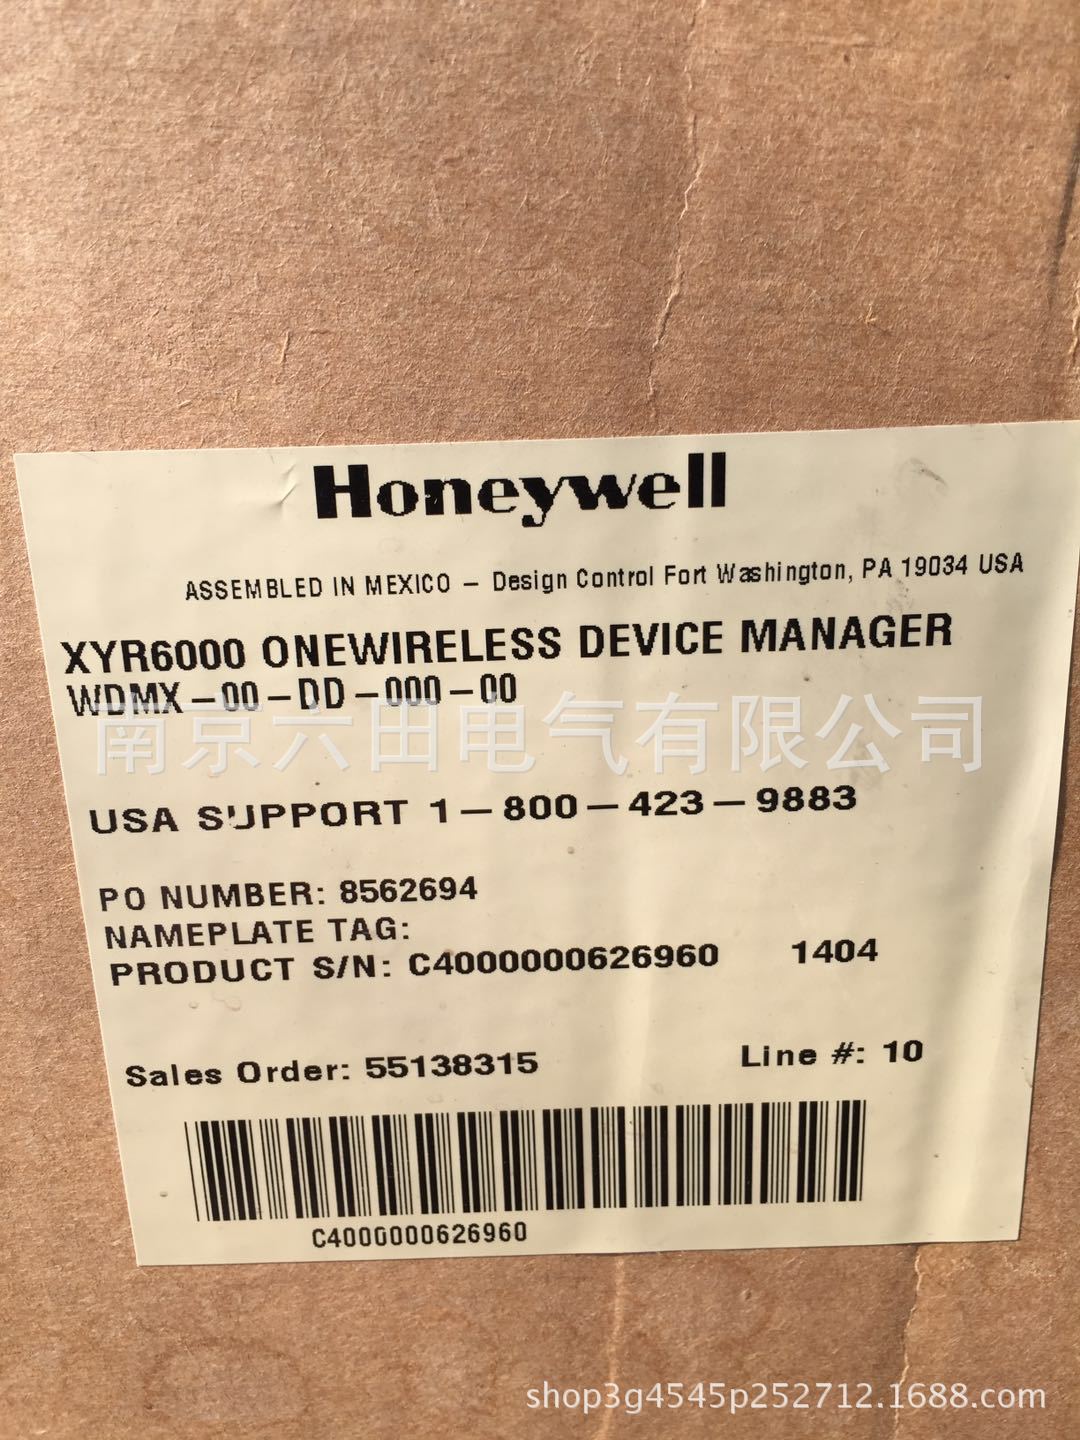 Honeywell
ASSEMBLED IN MEXICO – Design Control Fort Washington, PA 19034 USA
XYR6000 ONEWIRELESS DEVICE MANAGER
WDMX-00-DD-000-00
南京六田电气有限公司
USA SUPPORT 1-800-423-9883
PO NUMBER: 8562694
NAMEPLATE TAG:
PRODUCT S/N: C4000000626960 1404
Sales Order: 55138315 Line #: 10
C4000000626960
shop3g4545p252712.1688.com